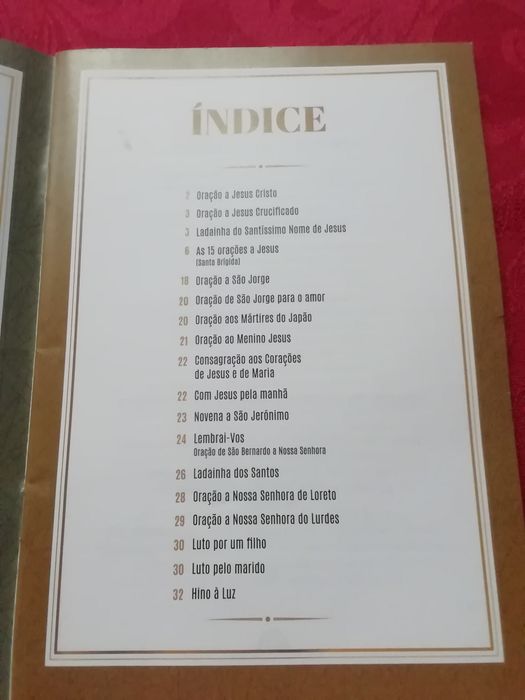 ÍNDICE
2 Oração a Jesus Cristo
3 Oração a Jesus Crucificado
3 Ladainha do Santíssimo Nome de Jesus
6 As 15 orações a Jesus
(Santa Brígida)
18 Oração a São Jorge
20 Oração de São Jorge para o amor
20 Oração aos Mártires do Japão
21 Oração ao Menino Jesus
22 Consagração aos Corações
de Jesus e de Maria
22 Com Jesus pela manhã
23 Novena a São Jerónimo
24 Lembrai-Vos
Oração de São Bernardo a Nossa Senhora
26 Ladainha dos Santos
28 Oração a Nossa Senhora de Loreto
29 Oração a Nossa Senhora do Lurdes
30 Luto por um filho
30 Luto pelo marido
32 Hino à Luz